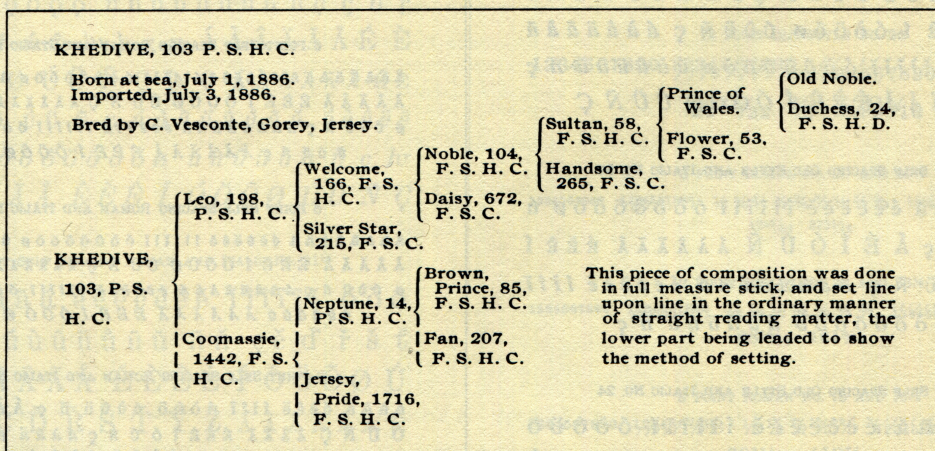 KHEDIVE, 103 P. S. H. C.
Born at sea, July 1, 1886.
Imported, July 3, 1886.
Bred by C. Vesconte, Gorey, Jersey.
Old Noble.
Prince of
Wales.
Duchess, 24,
F. S. H. D.
Sultan, 58,
F. S. H. C.
Flower, 53,
F. S. C.
Noble, 104,
F. S. H. C.
Handsome,
265, F. S. C.
Welcome,
166, F. S.
H. C.
Daisy, 672,
F. S. C.
Leo, 198,
P. S. H. C.
Silver Star,
215, F. S. C.
KHEDIVE,
103, P. S.
H. C.
Brown,
Prince, 85,
F. S. H. C.
Neptune, 14,
F. S. H. C.
Fan, 207,
F. S. H. C.
Coomassie,
1442, F. S.
H. C.
Jersey,
Pride, 1716,
F. S. H. C.
This piece of composition was done
in full measure stick, and set line
upon line in the ordinary manner
of straight reading matter, the
lower part being leaded to show
the method of setting.